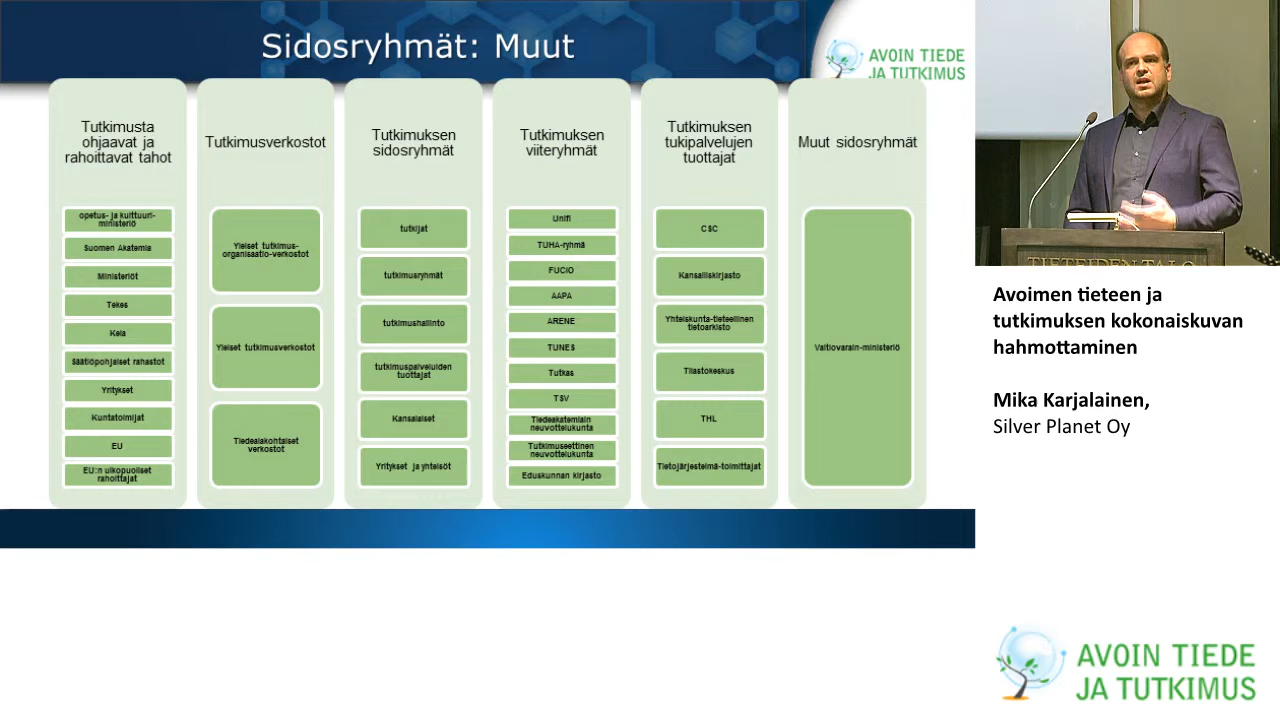 Sidosryhmät: Muut
AVOIN TIEDE
JA TUTKIMUS
Tutkimusta
ohjaavat ja
rahoittavat tahot
opetus- ja kulttuuri-
ministeriö
Suomen Akatemia
Ministeriöt
Tekes
Kela
Säätiöpohjaiset rahastot
Yritykset
Kuntatoimijat
EU
EU:n ulkopuoliset
rahoittajat
Tutkimusverkostot
Yleiset tutkimus-
organisaatio-verkostot
Yleiset tutkimusverkostot
Tiedealakohtaiset
verkostot
Tutkimuksen
sidosryhmät
tutkijat
tutkimusryhmät
tutkimushallinto
tutkimuspalveluiden
tuottajat
Kansalaiset
Yritykset ja yhteisöt
Tutkimuksen
viiteryhmät
Unifi
TUHA-ryhmä
FUCIO
AAPA
ARENE
TUNES
Tutkas
TSV
Tiedeakatemiain
neuvottelukunta
Tutkimuseettinen
neuvottelukunta
Eduskunnan kirjasto
Tutkimuksen
tukipalvelujen
tuottajat
CSC
Kansalliskirjasto
Yhteiskunta-tieteellinen
tietoarkisto
Tilastokeskus
THL
Tietojärjestelmä-toimittajat
Muut sidosryhmät
Valtiovarain-ministeriö
TIETEIDEN TALO
Avoimen tieteen ja
tutkimuksen kokonaiskuvan
hahmottaminen
Mika Karjalainen,
Silver Planet Oy
AVOIN TIEDE
JA TUTKIMUS